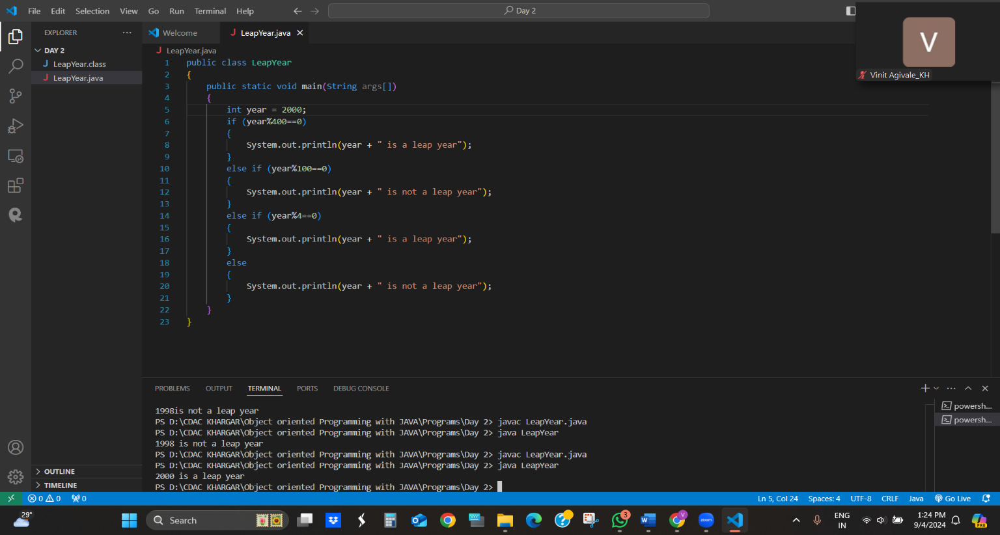 File Edit Selection View Go Run Terminal Help
Day 2
EXPLORER
DAY 2
LeapYear.class
LeapYear.java
OUTLINE
TIMELINE
Welcome
LeapYear.java
LeapYear.java
1 public class LeapYear
2 {
3 public static void main(String args[])
4 {
5 int year = 2000;
6 if (year%400==0)
7 {
8 System.out.println(year + " is a leap year");
9 }
10 else if (year%100==0)
11 {
12 System.out.println(year + " is not a leap year");
13 }
14 else if (year%4==0)
15 {
16 System.out.println(year + " is a leap year");
17 }
18 else
19 {
20 System.out.println(year + " is not a leap year");
21 }
22 }
23 }
V
Vinit Agivale_KH
PROBLEMS OUTPUT TERMINAL PORTS DEBUG CONSOLE
1998is not a leap year
PS D:\CDAC KHARGAR\Object oriented Programming with JAVA\Programs\Day 2> javac LeapYear.java
PS D:\CDAC KHARGAR\Object oriented Programming with JAVA\Programs\Day 2> java LeapYear
1998 is not a leap year
PS D:\CDAC KHARGAR\Object oriented Programming with JAVA\Programs\Day 2> javac LeapYear.java
PS D:\CDAC KHARGAR\Object oriented Programming with JAVA\Programs\Day 2> java LeapYear
2000 is a leap year
PS D:\CDAC KHARGAR\Object oriented Programming with JAVA\Programs\Day 2>
powersh...
powersh...
0 0 0
Ln 5, Col 24 Spaces: 4 UTF-8 CRLF Java Go Live
29°
Search
3
V
zoom
ENG
IN
1:24 PM
9/4/2024
PRE